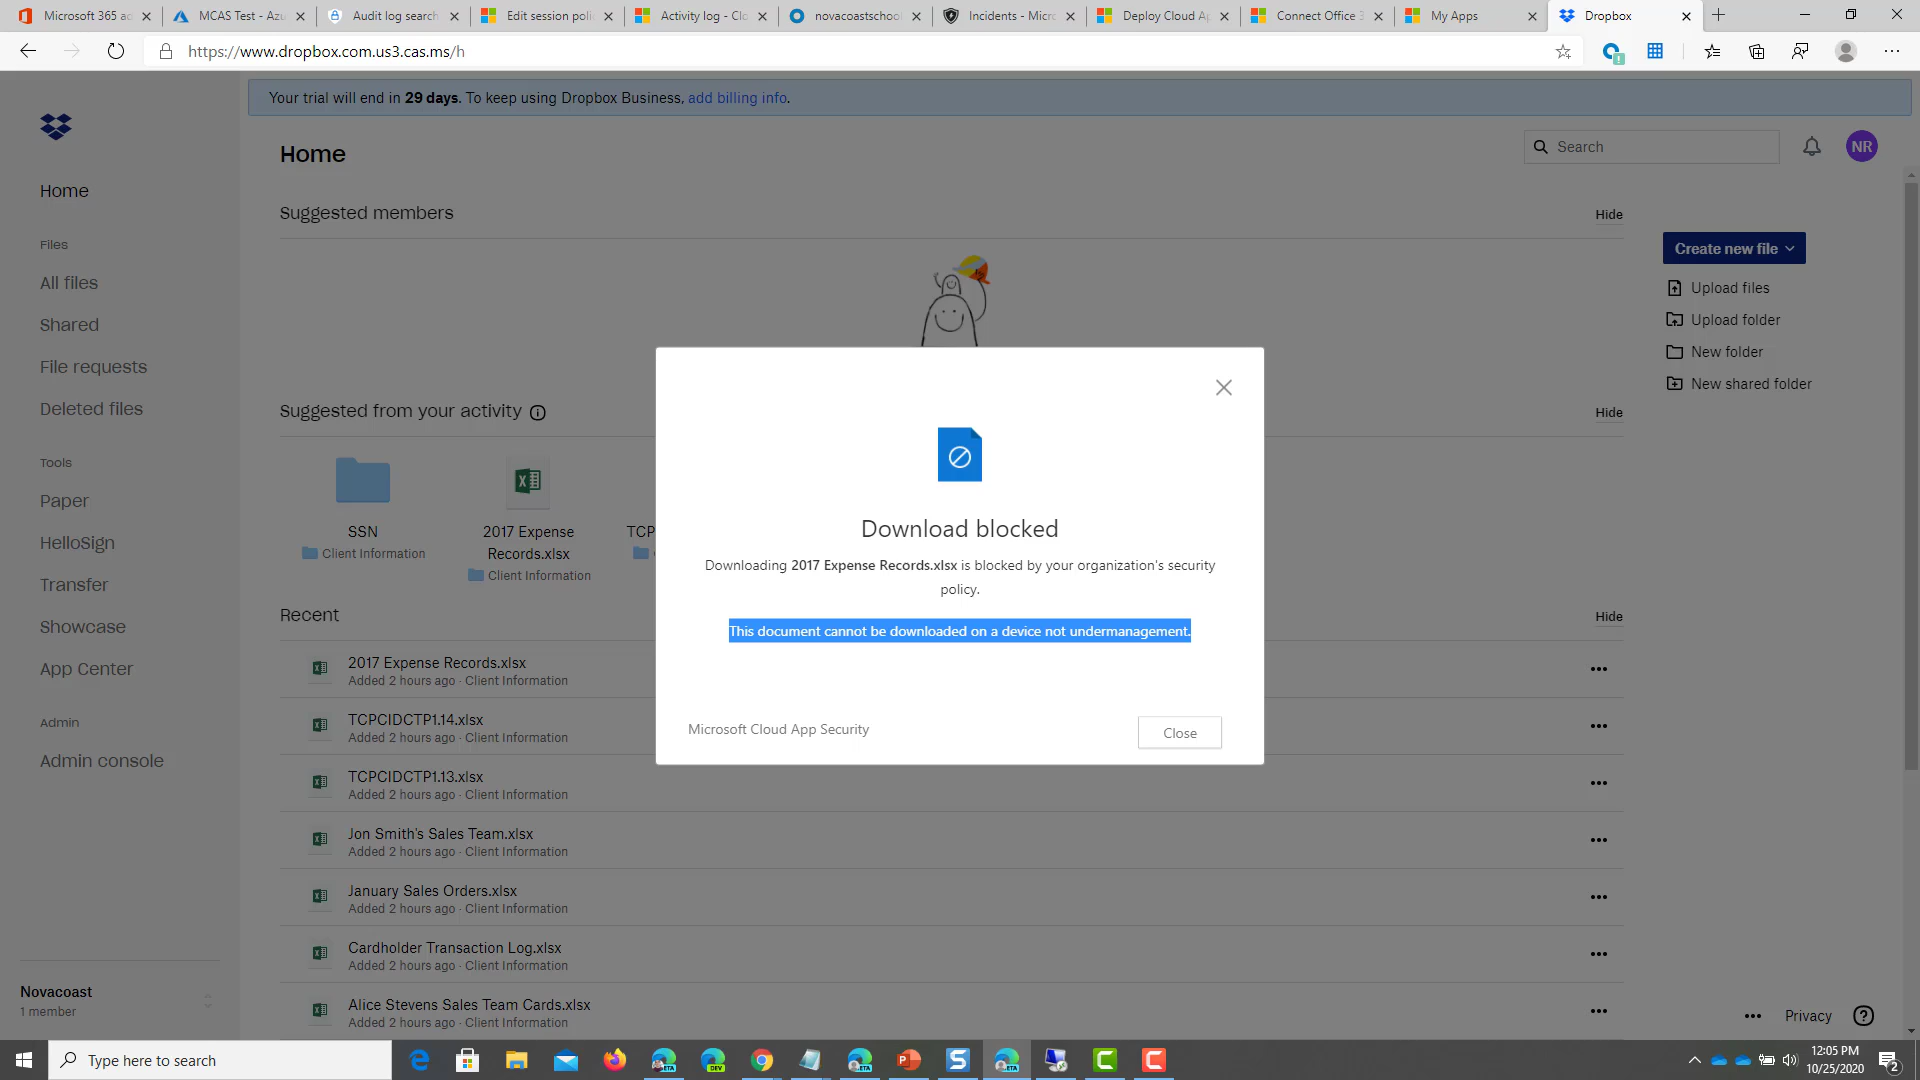 Microsoft 365 ac
MCAS Test - Azu
Audit log search
Edit session poli
Activity log - Clo
novacoastschool
Incidents - Micro
Deploy Cloud Ap
Connect Office 3
My Apps
Dropbox
https://www.dropbox.com.us3.cas.ms/h
Your trial will end in 29 days. To keep using Dropbox Business, add billing info.
Home
Search
NR
Home
Files
All files
Shared
File requests
Deleted files
Tools
Paper
HelloSign
Transfer
Showcase
App Center
Admin
Admin console
Novacoast
1 member
Suggested members
Hide
Create new file
Upload files
Upload folder
New folder
New shared folder
Suggested from your activity
Hide
SSN
Client Information
2017 Expense
Records.xlsx
Client Information
TCP
Download blocked
Downloading 2017 Expense Records.xlsx is blocked by your organization's security
policy.
This document cannot be downloaded on a device not undermanagement.
Microsoft Cloud App Security
Close
Recent
Hide
2017 Expense Records.xlsx
Added 2 hours ago · Client Information
TCPCIDCTP1.14.xlsx
Added 2 hours ago · Client Information
TCPCIDCTP1.13.xlsx
Added 2 hours ago · Client Information
Jon Smith's Sales Team.xlsx
Added 2 hours ago · Client Information
January Sales Orders.xlsx
Added 2 hours ago · Client Information
Cardholder Transaction Log.xlsx
Added 2 hours ago · Client Information
Alice Stevens Sales Team Cards.xlsx
Added 2 hours ago · Client Information
Privacy
Type here to search
12:05 PM
10/25/2020
2